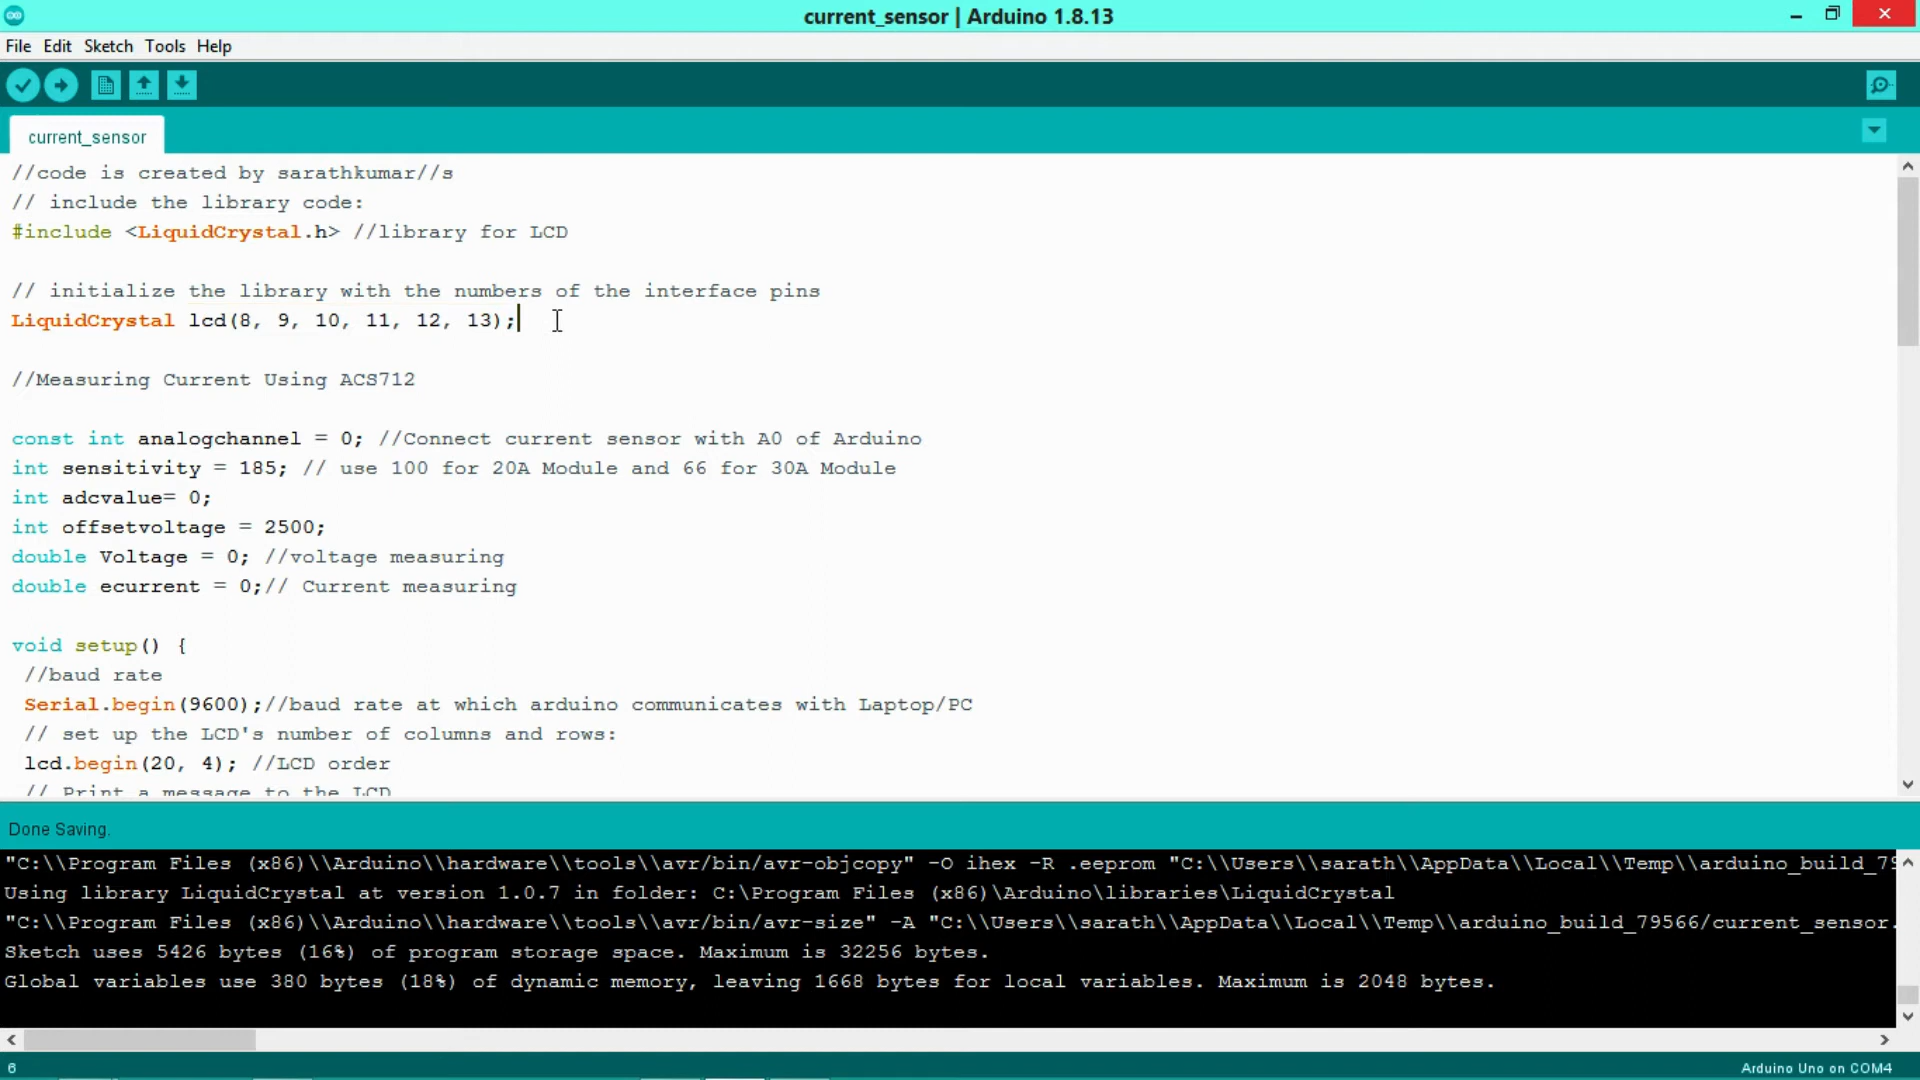 current_sensor | Arduino 1.8.13
File Edit Sketch Tools Help
current_sensor
//code is created by sarathkumar//s
// include the library code:
#include <LiquidCrystal.h> //library for LCD
// initialize the library with the numbers of the interface pins
LiquidCrystal lcd(8, 9, 10, 11, 12, 13);
//Measuring Current Using ACS712
const int analogchannel = 0; //Connect current sensor with A0 of Arduino
int sensitivity = 185; // use 100 for 20A Module and 66 for 30A Module
int adcvalue= 0;
int offsetvoltage = 2500;
double Voltage = 0; //voltage measuring
double ecurrent = 0;// Current measuring
void setup() {
//baud rate
Serial.begin(9600);//baud rate at which arduino communicates with Laptop/PC
// set up the LCD's number of columns and rows:
lcd.begin(20, 4); //LCD order
// Print a message to the LCD
Done Saving.
"C:\\Program Files (x86)\\Arduino\\hardware\\tools\\avr/bin/avr-objcopy" -O ihex -R .eeprom "C:\\Users\\sarath\\AppData\\Local\\Temp\\arduino_build_79
Using library LiquidCrystal at version 1.0.7 in folder: C:\Program Files (x86)\Arduino\libraries\LiquidCrystal
"C:\\Program Files (x86)\\Arduino\\hardware\\tools\\avr/bin/avr-size" -A "C:\\Users\\sarath\\AppData\\Local\\Temp\\arduino_build_79566/current_sensor.
Sketch uses 5426 bytes (16%) of program storage space. Maximum is 32256 bytes.
Global variables use 380 bytes (18%) of dynamic memory, leaving 1668 bytes for local variables. Maximum is 2048 bytes.
6
Arduino Uno on COM4